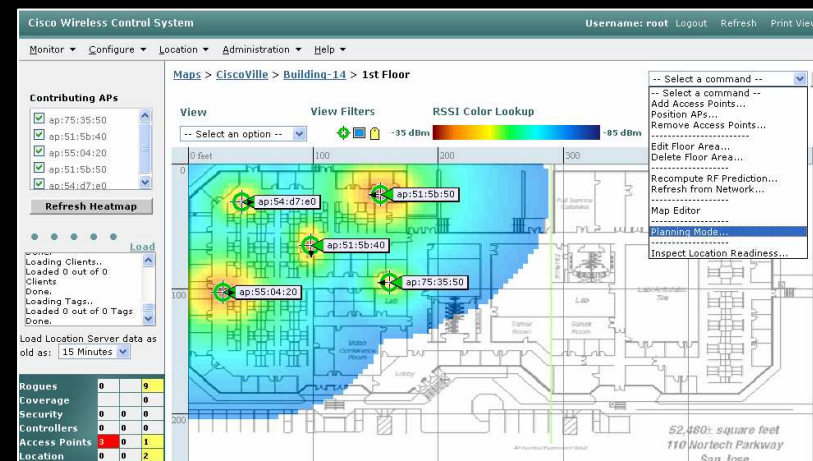 Cisco Wireless Control System
Username: root Logout Refresh Print View
Monitor Configure Location Administration Help
Maps > CiscoVille > Building-14 > 1st Floor
-- Select a command --
-- Select a command --
Add Access Points...
Position APs...
Remove Access Points...
Edit Floor Area...
Delete Floor Area...
Recompute RF Prediction...
Refresh from Network...
Map Editor
Planning Mode...
Inspect Location Readiness...
Contributing APs
ap:75:35:50
ap:51:5b:40
ap:55:04:20
ap:51:5b:50
ap:54:d7:e0
Refresh Heatmap
Load
Done.
Loading Clients..
Loaded 0 out of 0
Clients
Done.
Loading Tags..
Loaded 0 out of 0 Tags
Done.
Load Location Server data as
old as: 15 Minutes
Rogues 0 9
Coverage 0
Security 0 0 0
Controllers 0 0 0
Access Points 3 0 1
Location 0 0 2
View
View Filters
RSSI Color Lookup
-- Select an option --
-35 dBm
-85 dBm
0 feet
100
200
300
0
100
200
ap:54:d7:e0
ap:51:5b:50
ap:51:5b:40
ap:55:04:20
ap:75:35:50
Lab
Lab
Video
Conference
Room
Lobby
Room
Room
52,480± square feet
110 Nortech Parkway
San Jose